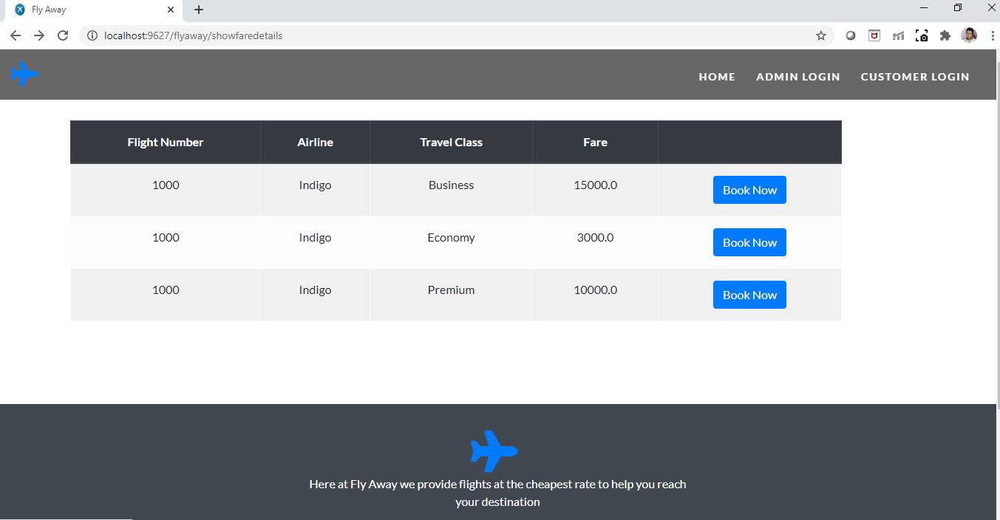 Fly Away
localhost:9627/flyaway/showfaredetails
HOME ADMIN LOGIN CUSTOMER LOGIN
Flight Number Airline Travel Class Fare
1000 Indigo Business 15000.0 Book Now
1000 Indigo Economy 3000.0 Book Now
1000 Indigo Premium 10000.0 Book Now
Here at Fly Away we provide flights at the cheapest rate to help you reach
your destination